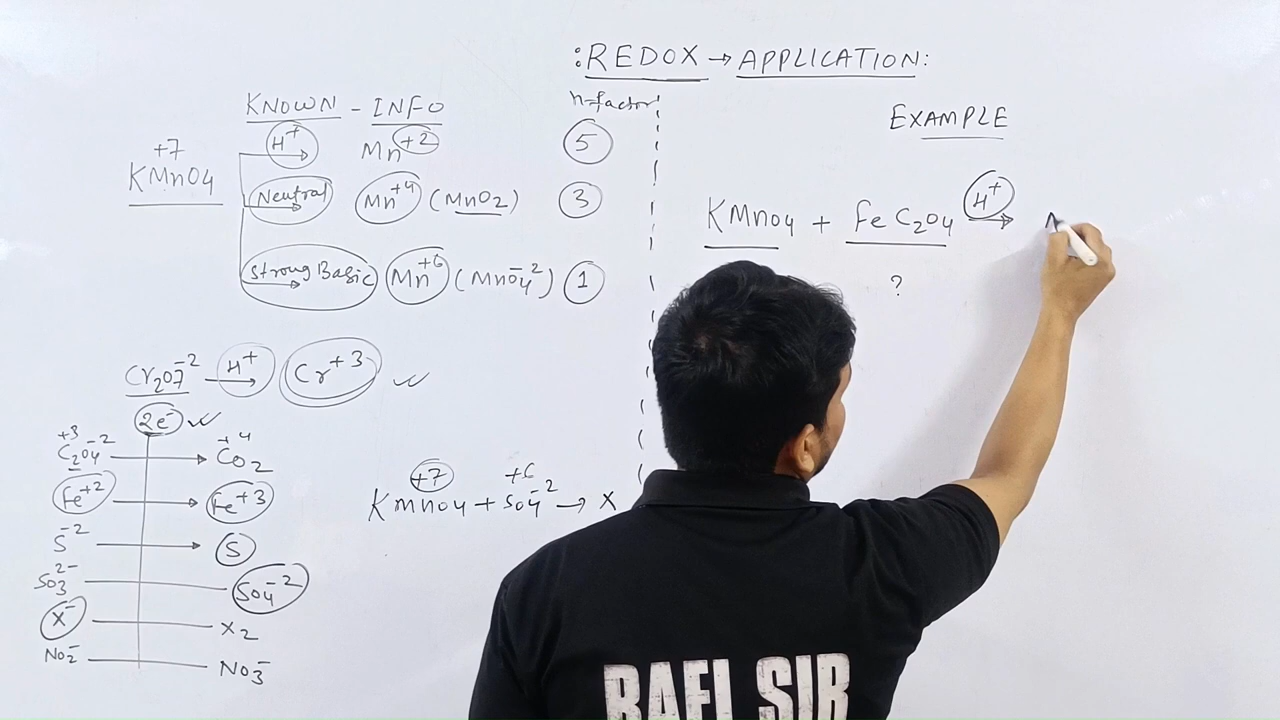 :REDOX → APPLICATION:
KNOWN - INFO
n-factor
EXAMPLE
+7
KMnO4
H+ Mn+2 5
Neutral Mn+4 (MnO2) 3
Strong Basic Mn+6 (MnO4-2) 1
KMnO4 + FeC2O4 H+ →
?
Cr2O7-2 H+ → Cr+3 ✓
2e- ✓
+3 +4
C2O4-2 → CO2
Fe+2 → Fe+3
S-2 → S
SO3 2- SO4-2
X- X2
NO2- NO3-
+7 +6
KMnO4 + SO4-2 → X
RAFI SIR